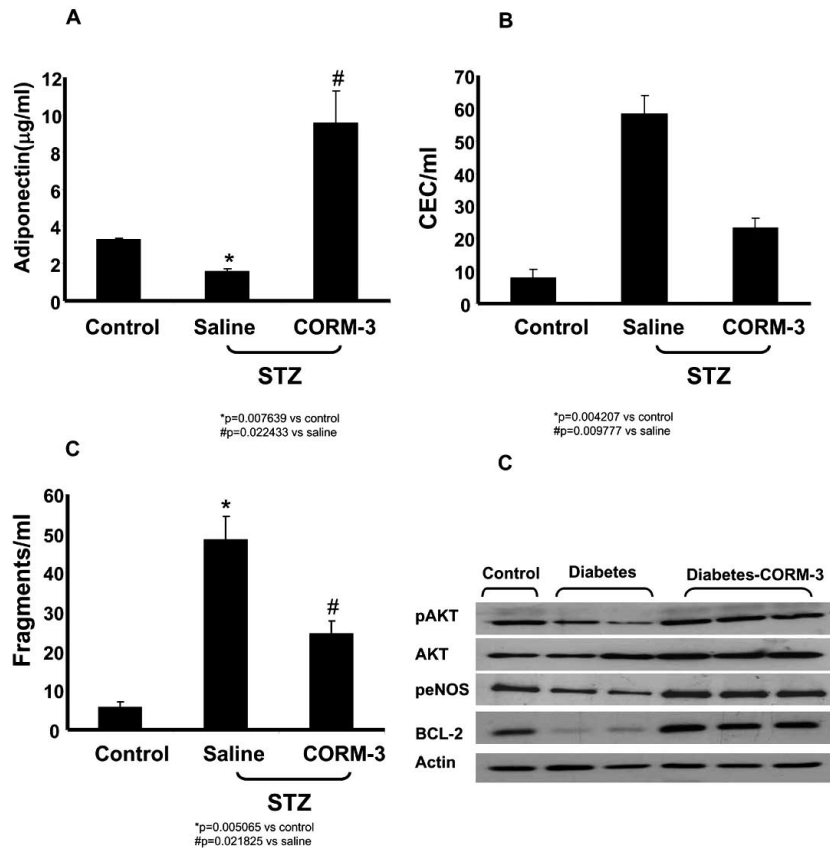 A
Adiponectin(µg/ml)
12
10
8
6
4
2
0
*
#
Control Saline CORM-3
STZ
*p=0.007639 vs control
#p=0.022433 vs saline
B
CEC/ml
70
60
50
40
30
20
10
0
Control Saline CORM-3
STZ
*p=0.004207 vs control
#p=0.009777 vs saline
C
Fragments/ml
60
50
40
30
20
10
0
*
#
Control Saline CORM-3
STZ
*p=0.005065 vs control
#p=0.021825 vs saline
C
Control Diabetes Diabetes-CORM-3
pAKT
AKT
peNOS
BCL-2
Actin